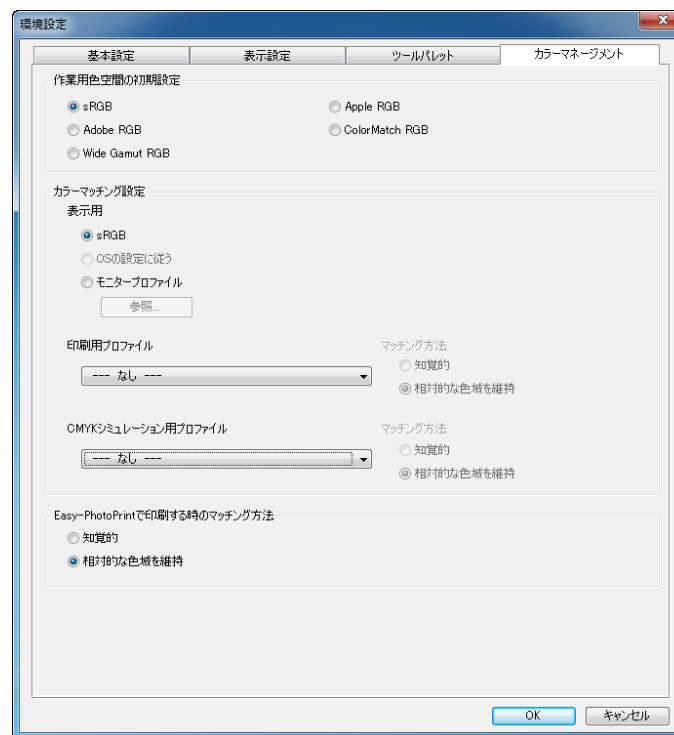 環境設定
基本設定 表示設定 ツールパレット カラーマネージメント
作業用色空間の初期設定
sRGB Apple RGB
Adobe RGB ColorMatch RGB
Wide Gamut RGB
カラーマッチング設定
表示用
sRGB
OSの設定に従う
モニタープロファイル
参照...
印刷用プロファイル マッチング方法
--- なし --- 知覚的
相対的な色域を維持
CMYKシミュレーション用プロファイル マッチング方法
--- なし --- 知覚的
相対的な色域を維持
Easy-PhotoPrintで印刷する時のマッチング方法
知覚的
相対的な色域を維持
OK キャンセル